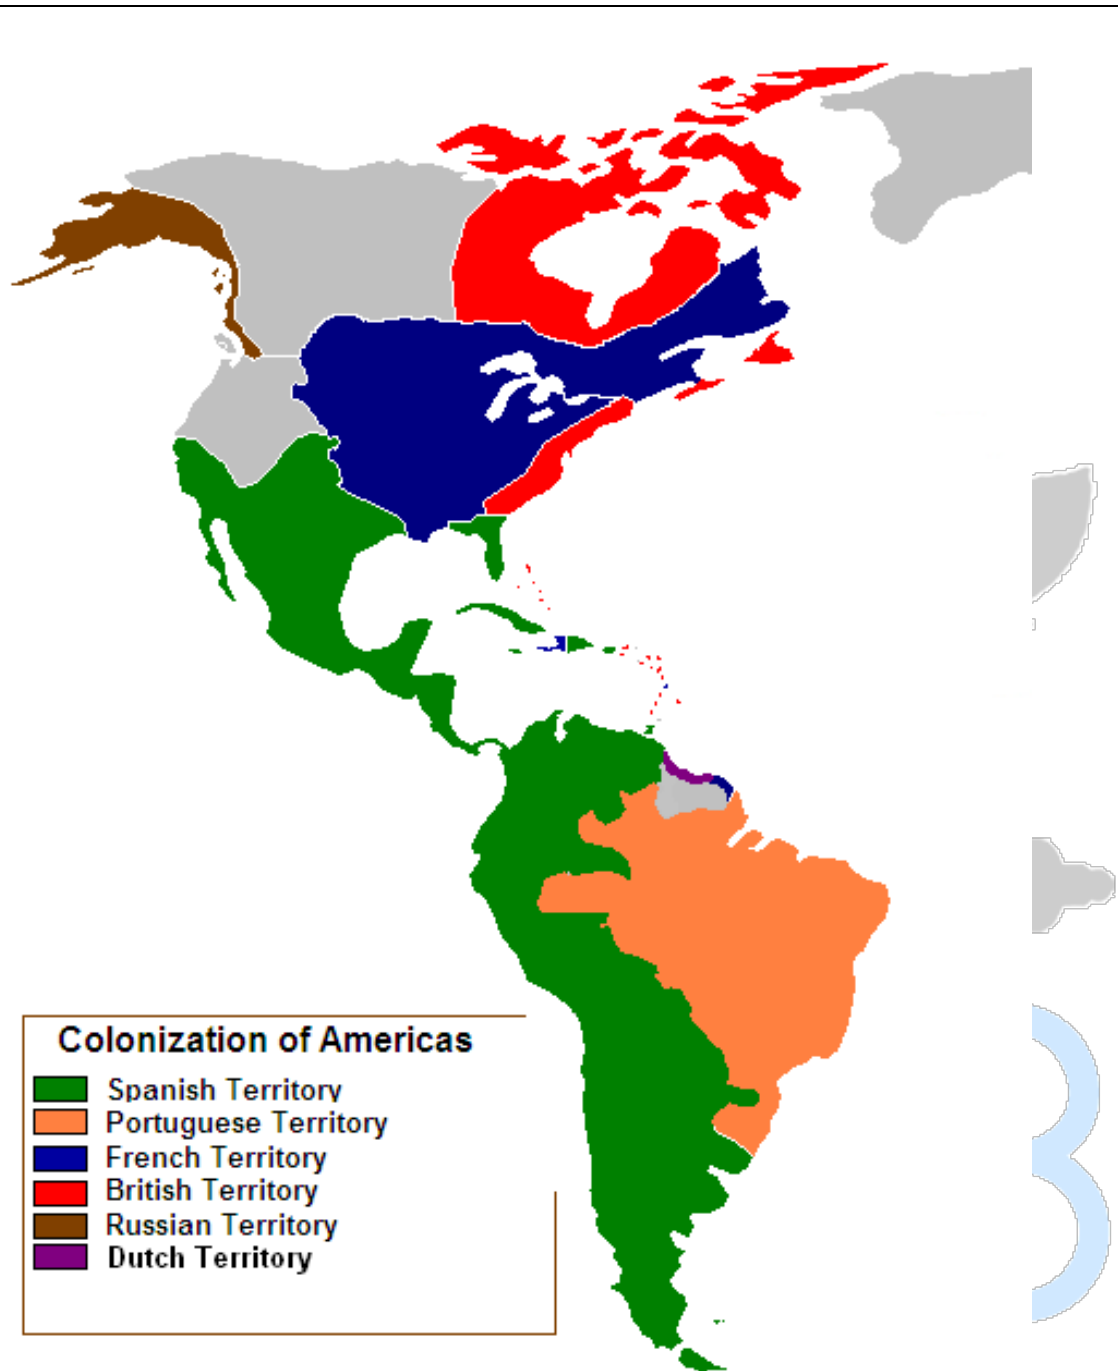 Colonization of Americas
Spanish Territory
Portuguese Territory
French Territory
British Territory
Russian Territory
Dutch Territory